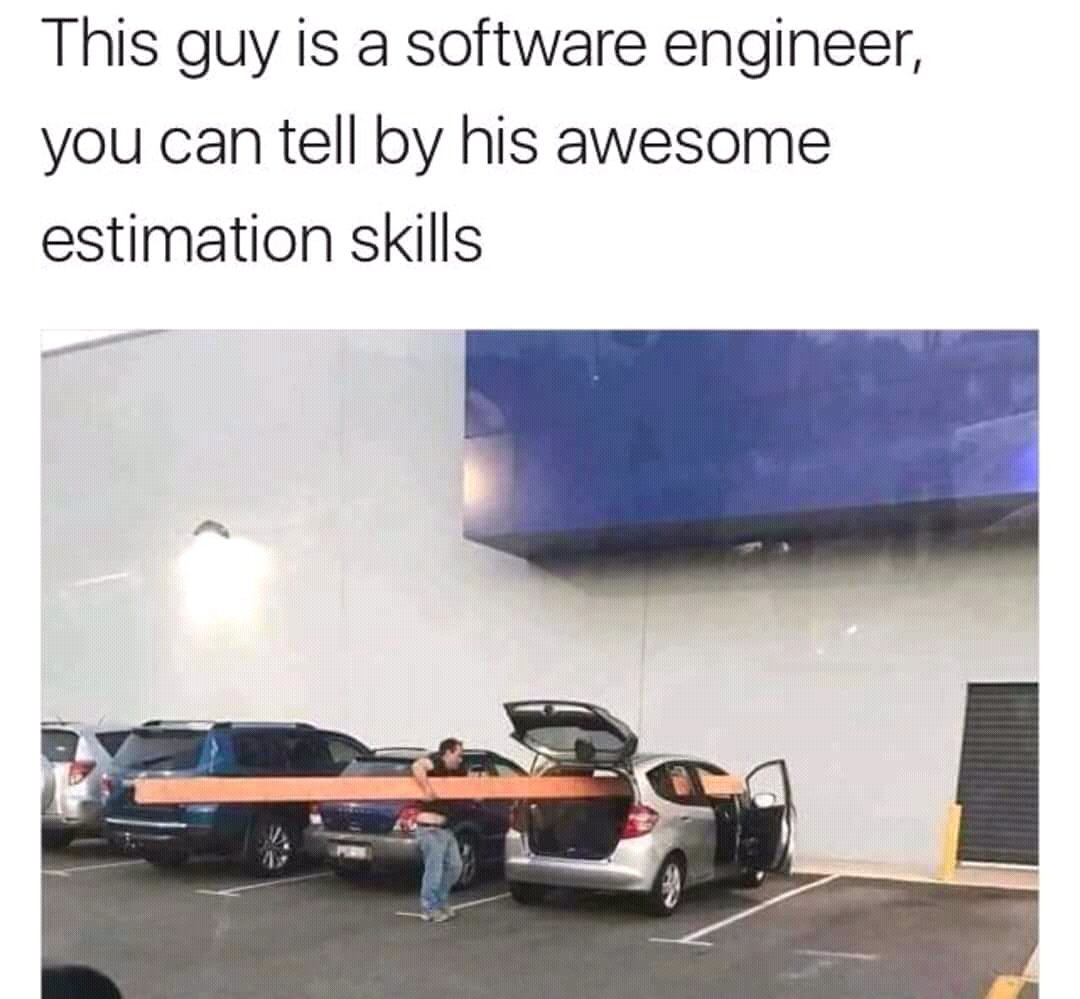 This guy is a software engineer,
you can tell by his awesome
estimation skills